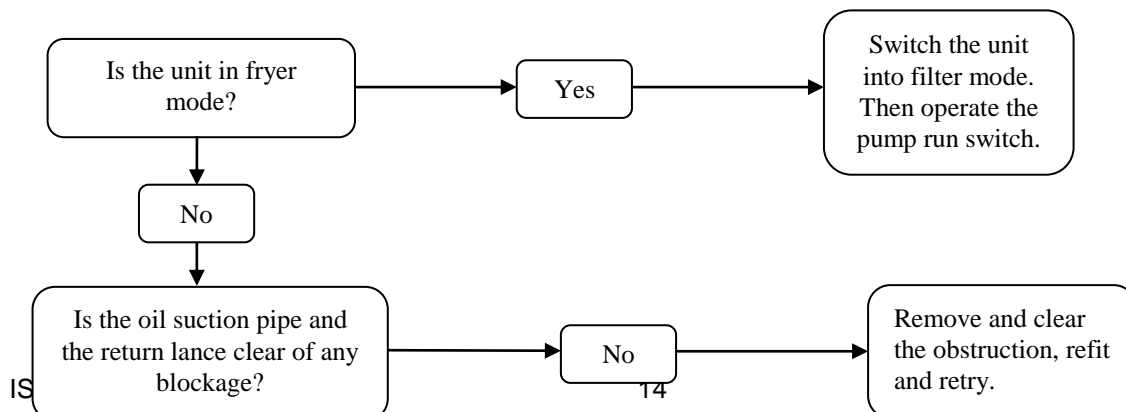 Is the unit in fryer
mode?
Yes
Switch the unit
into filter mode.
Then operate the
pump run switch.
No
Is the oil suction pipe and
the return lance clear of any
blockage?
No
Remove and clear
the obstruction, refit
and retry.
IS
14